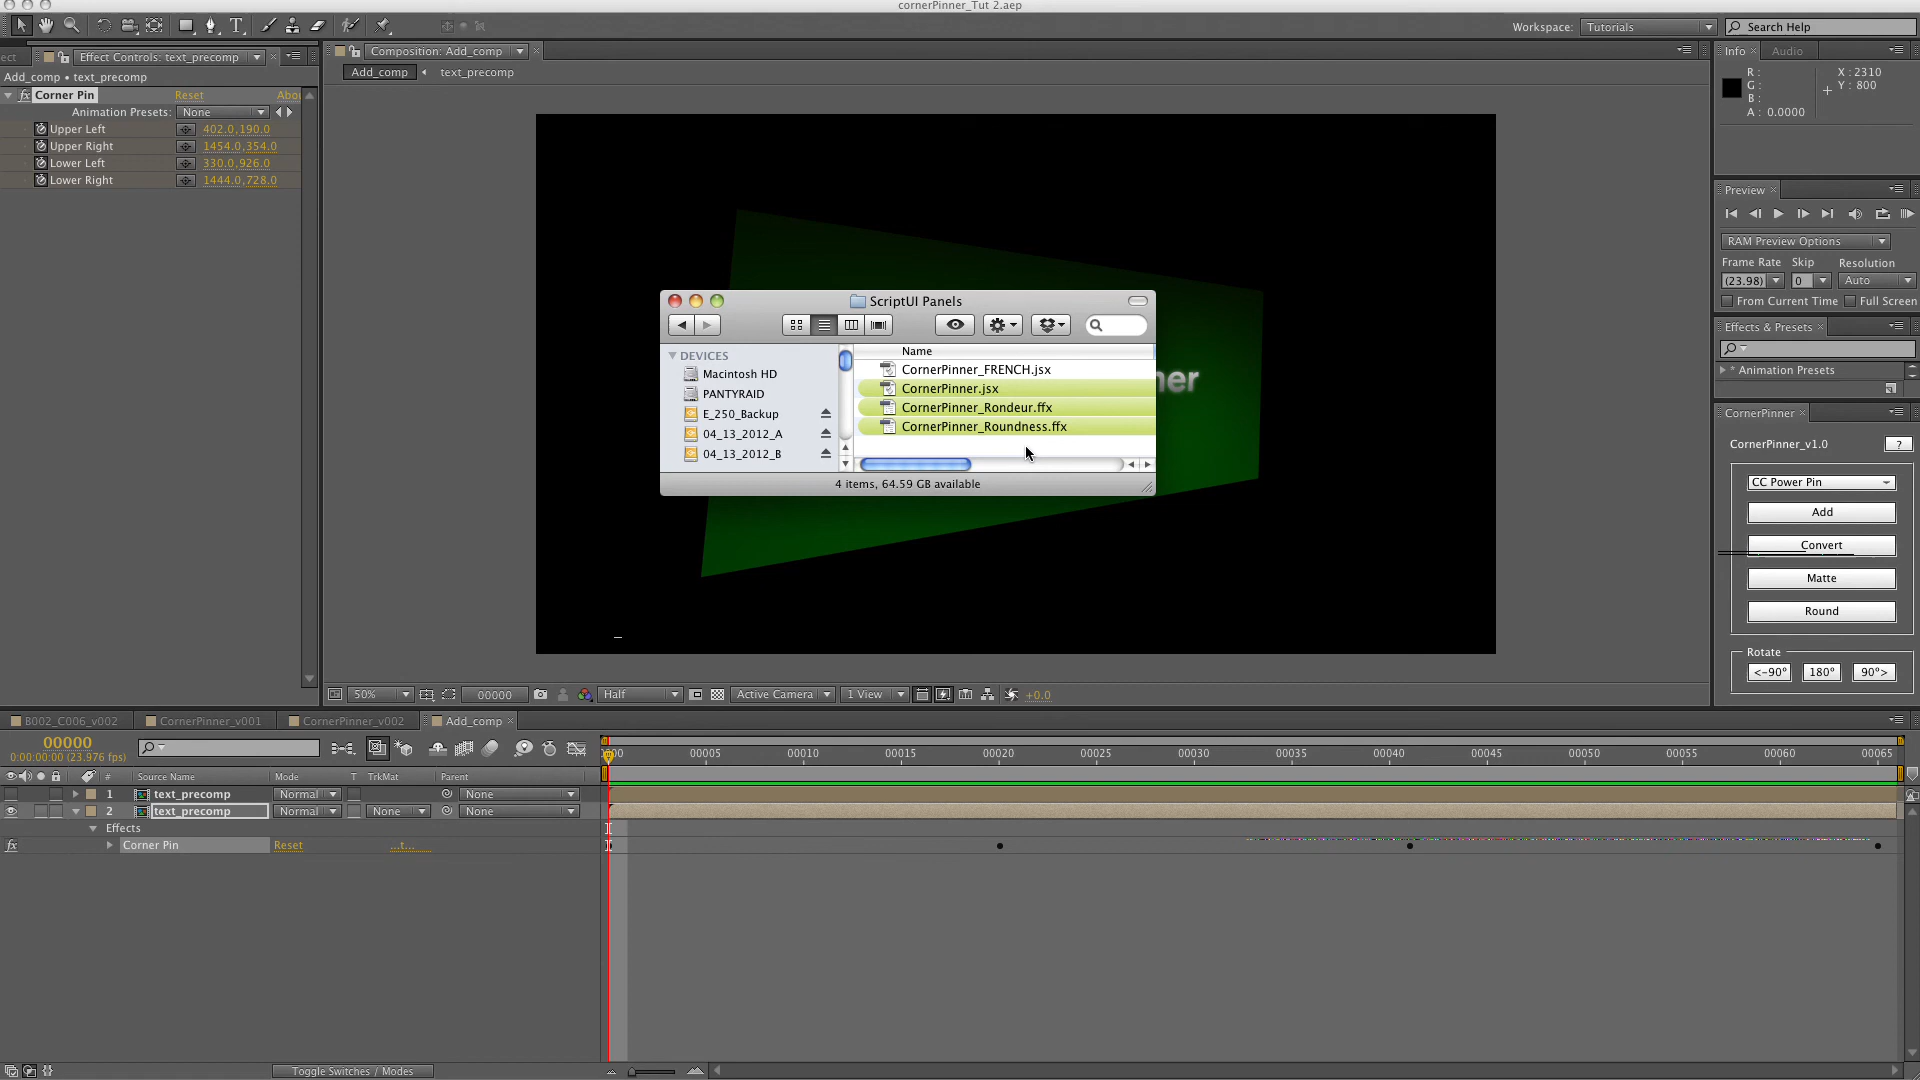 cornerPinner_Tut 2.aep
Workspace: Tutorials
Search Help
Effect Controls: text_precomp
Add_comp • text_precomp
Corner Pin Reset
Animation Presets: None
Upper Left 402.0,190.0
Upper Right 1454.0,354.0
Lower Left 330.0,926.0
Lower Right 1444.0,728.0
Composition: Add_comp
Add_comp text_precomp
ScriptUI Panels
DEVICES
Macintosh HD
PANTYRAID
E_250_Backup
04_13_2012_A
04_13_2012_B
Name
CornerPinner_FRENCH.jsx
CornerPinner.jsx
CornerPinner_Rondeur.ffx
CornerPinner_Roundness.ffx
4 items, 64.59 GB available
ner
50% 00000 Half Active Camera 1 View +0.0
Info Audio
R :
G :
B :
A : 0.0000
X : 2310
Y : 800
Preview
RAM Preview Options
Frame Rate Skip Resolution
(23.98) 0 Auto
From Current Time Full Screen
Effects & Presets
* Animation Presets
CornerPinner
CornerPinner_v1.0 ?
CC Power Pin
Add
Convert
Matte
Round
Rotate
<-90° 180° 90°>
B002_C006_v002 CornerPinner_v001 CornerPinner_v002 Add_comp
00000
0:00:00:00 (23.976 fps)
00005 00010 00015 00020 00025 00030 00035 00040 00045 00050 00055 00060 00065
# Source Name Mode T TrkMat Parent
1 text_precomp Normal None
2 text_precomp Normal None None
Effects
fx Corner Pin Reset ...t...
Toggle Switches / Modes